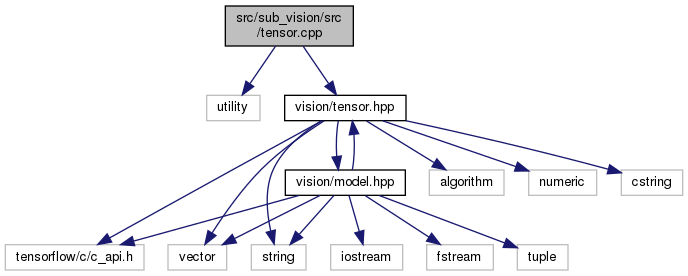 src/sub_vision/src
/tensor.cpp
utility
vision/tensor.hpp
vision/model.hpp
algorithm
numeric
cstring
tensorflow/c/c_api.h
vector
string
iostream
fstream
tuple